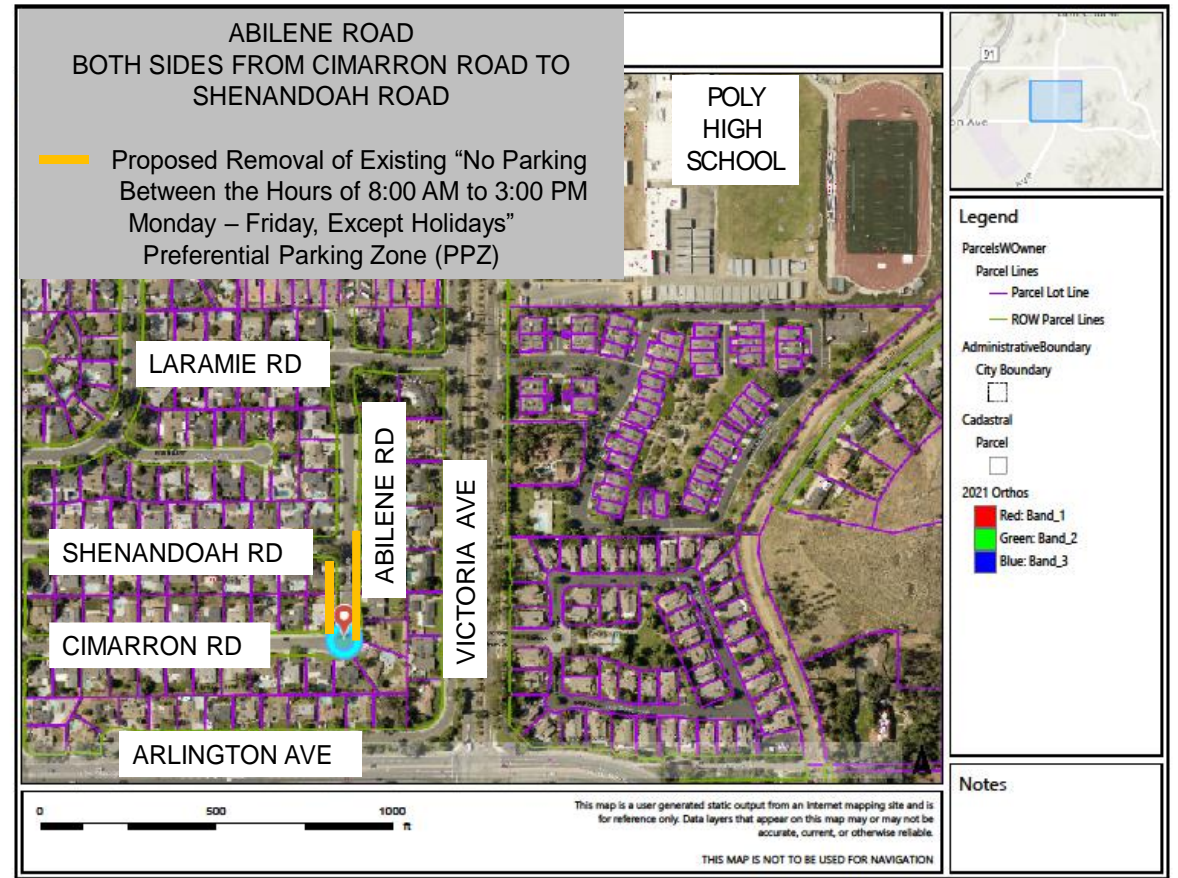 ABILENE ROAD
BOTH SIDES FROM CIMARRON ROAD TO
SHENANDOAH ROAD
Proposed Removal of Existing “No Parking
Between the Hours of 8:00 AM to 3:00 PM
Monday – Friday, Except Holidays”
Preferential Parking Zone (PPZ)
POLY
HIGH
SCHOOL
LARAMIE RD
ABILENE RD
SHENANDOAH RD
VICTORIA AVE
CIMARRON RD
ARLINGTON AVE
91
Legend
ParcelsWOwner
Parcel Lines
Parcel Lot Line
ROW Parcel Lines
AdministrativeBoundary
City Boundary
Cadastral
Parcel
2021 Orthos
Red: Band_1
Green: Band_2
Blue: Band_3
Notes
0 500 1000
ft
This map is a user generated static output from an Internet mapping site and is
for reference only. Data layers that appear on this map may or may not be
accurate, current, or otherwise reliable.
THIS MAP IS NOT TO BE USED FOR NAVIGATION